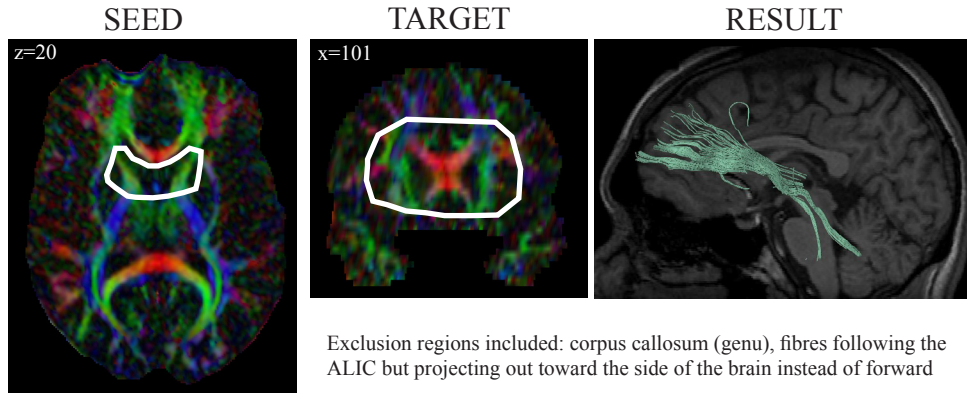 SEED
TARGET
RESULT
z=20
x=101
Exclusion regions included: corpus callosum (genu), fibres following the
ALIC but projecting out toward the side of the brain instead of forward